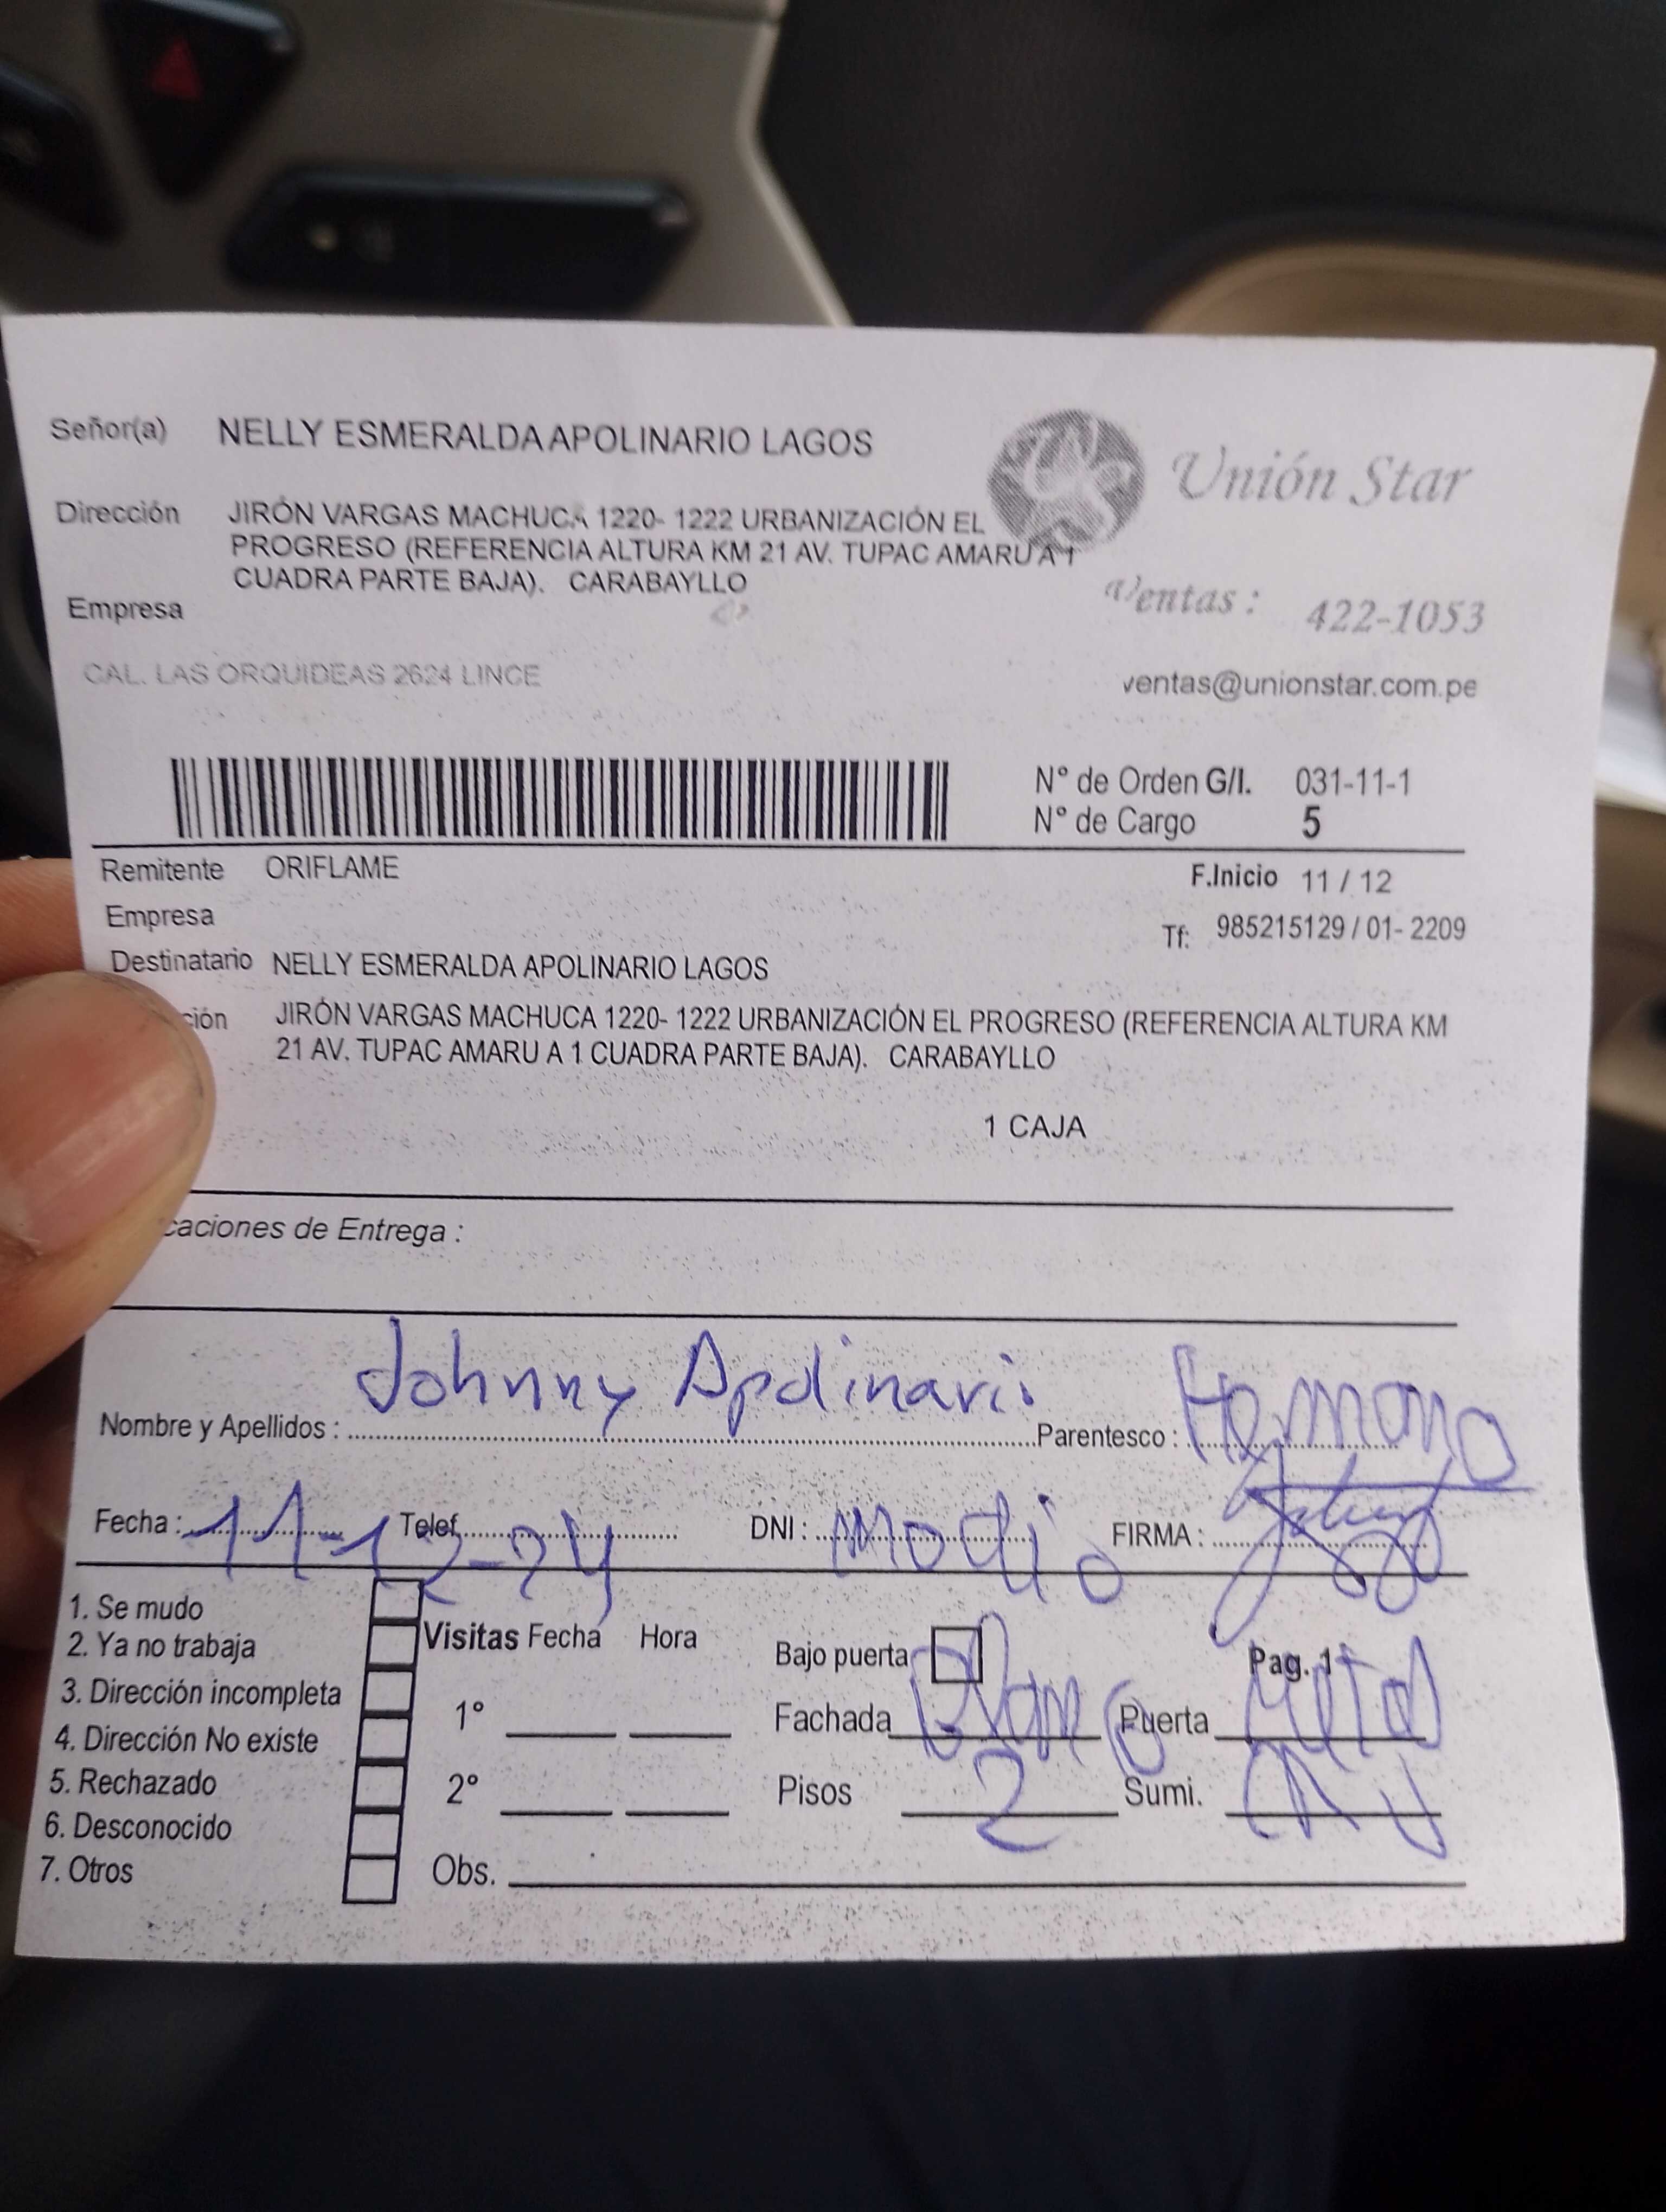 Señor(a) NELLY ESMERALDA APOLINARIO LAGOS
Unión Star
Dirección JIRÓN VARGAS MACHUCA 1220- 1222 URBANIZACIÓN EL
PROGRESO (REFERENCIA ALTURA KM 21 AV. TUPAC AMARU A 1
CUADRA PARTE BAJA). CARABAYLLO
Empresa
Ventas : 422-1053
CAL. LAS ORQUIDEAS 2624 LINCE
ventas@unionstar.com.pe
N° de Orden G/I. 031-11-1
N° de Cargo 5
Remitente ORIFLAME
F.Inicio 11 / 12
Empresa
Tf: 985215129 / 01- 2209
Destinatario NELLY ESMERALDA APOLINARIO LAGOS
ción JIRÓN VARGAS MACHUCA 1220- 1222 URBANIZACIÓN EL PROGRESO (REFERENCIA ALTURA KM
21 AV. TUPAC AMARU A 1 CUADRA PARTE BAJA). CARABAYLLO
1 CAJA
caciones de Entrega :
Nombre y Apellidos : Johnny Apolinario Parentesco : Hermano
Fecha : 11-12-24 Telef. DNI : FIRMA :
1. Se mudo
2. Ya no trabaja
3. Dirección incompleta
4. Dirección No existe
5. Rechazado
6. Desconocido
7. Otros
Visitas Fecha Hora
1°
2°
Obs.
Bajo puerta Pag. 1
Fachada Blanco Puerta Metal
Pisos 2 Sumi.